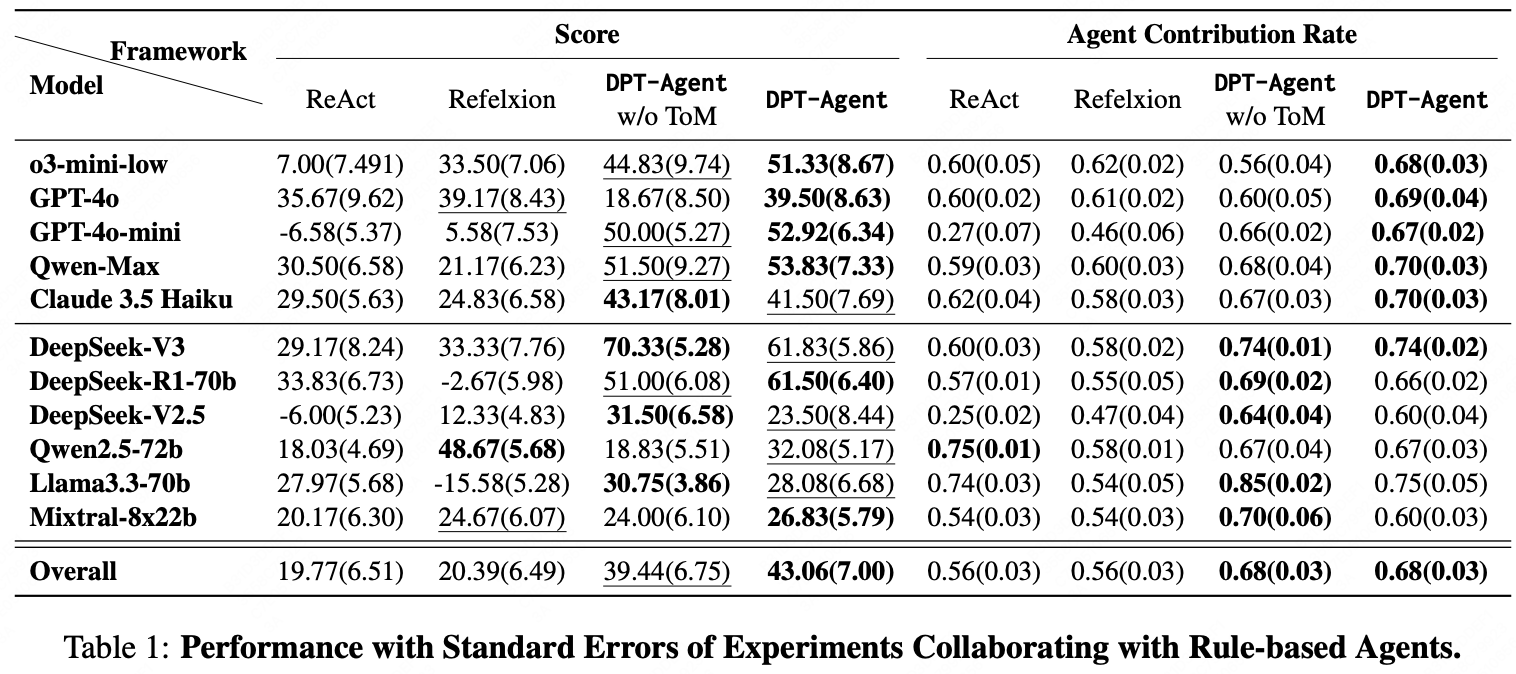 Framework Score Agent Contribution Rate
Model ReAct Refelxion DPT-Agent w/o ToM DPT-Agent ReAct Refelxion DPT-Agent w/o ToM DPT-Agent
o3-mini-low 7.00(7.491) 33.50(7.06) 44.83(9.74) 51.33(8.67) 0.60(0.05) 0.62(0.02) 0.56(0.04) 0.68(0.03)
GPT-4o 35.67(9.62) 39.17(8.43) 18.67(8.50) 39.50(8.63) 0.60(0.02) 0.61(0.02) 0.60(0.05) 0.69(0.04)
GPT-4o-mini -6.58(5.37) 5.58(7.53) 50.00(5.27) 52.92(6.34) 0.27(0.07) 0.46(0.06) 0.66(0.02) 0.67(0.02)
Qwen-Max 30.50(6.58) 21.17(6.23) 51.50(9.27) 53.83(7.33) 0.59(0.03) 0.60(0.03) 0.68(0.04) 0.70(0.03)
Claude 3.5 Haiku 29.50(5.63) 24.83(6.58) 43.17(8.01) 41.50(7.69) 0.62(0.04) 0.58(0.03) 0.67(0.03) 0.70(0.03)
DeepSeek-V3 29.17(8.24) 33.33(7.76) 70.33(5.28) 61.83(5.86) 0.60(0.03) 0.58(0.02) 0.74(0.01) 0.74(0.02)
DeepSeek-R1-70b 33.83(6.73) -2.67(5.98) 51.00(6.08) 61.50(6.40) 0.57(0.01) 0.55(0.05) 0.69(0.02) 0.66(0.02)
DeepSeek-V2.5 -6.00(5.23) 12.33(4.83) 31.50(6.58) 23.50(8.44) 0.25(0.02) 0.47(0.04) 0.64(0.04) 0.60(0.04)
Qwen2.5-72b 18.03(4.69) 48.67(5.68) 18.83(5.51) 32.08(5.17) 0.75(0.01) 0.58(0.01) 0.67(0.04) 0.67(0.03)
Llama3.3-70b 27.97(5.68) -15.58(5.28) 30.75(3.86) 28.08(6.68) 0.74(0.03) 0.54(0.05) 0.85(0.02) 0.75(0.05)
Mixtral-8x22b 20.17(6.30) 24.67(6.07) 24.00(6.10) 26.83(5.79) 0.54(0.03) 0.54(0.03) 0.70(0.06) 0.60(0.03)
Overall 19.77(6.51) 20.39(6.49) 39.44(6.75) 43.06(7.00) 0.56(0.03) 0.56(0.03) 0.68(0.03) 0.68(0.03)
Table 1: Performance with Standard Errors of Experiments Collaborating with Rule-based Agents.